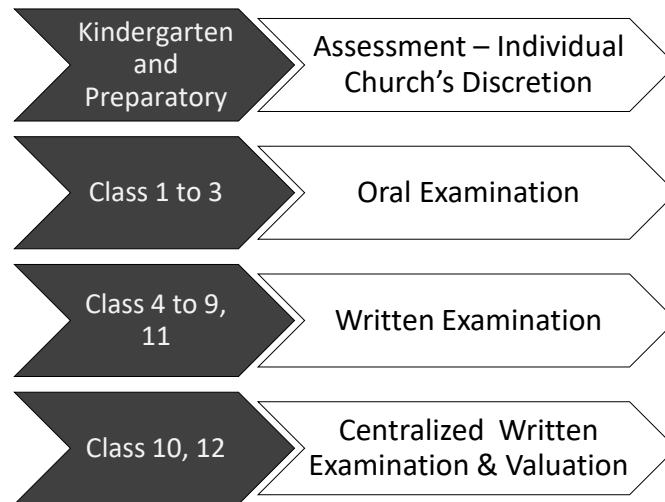 Kindergarten
and
Preparatory
Assessment – Individual
Church's Discretion
Class 1 to 3
Oral Examination
Class 4 to 9,
11
Written Examination
Class 10, 12
Centralized  Written
Examination & Valuation